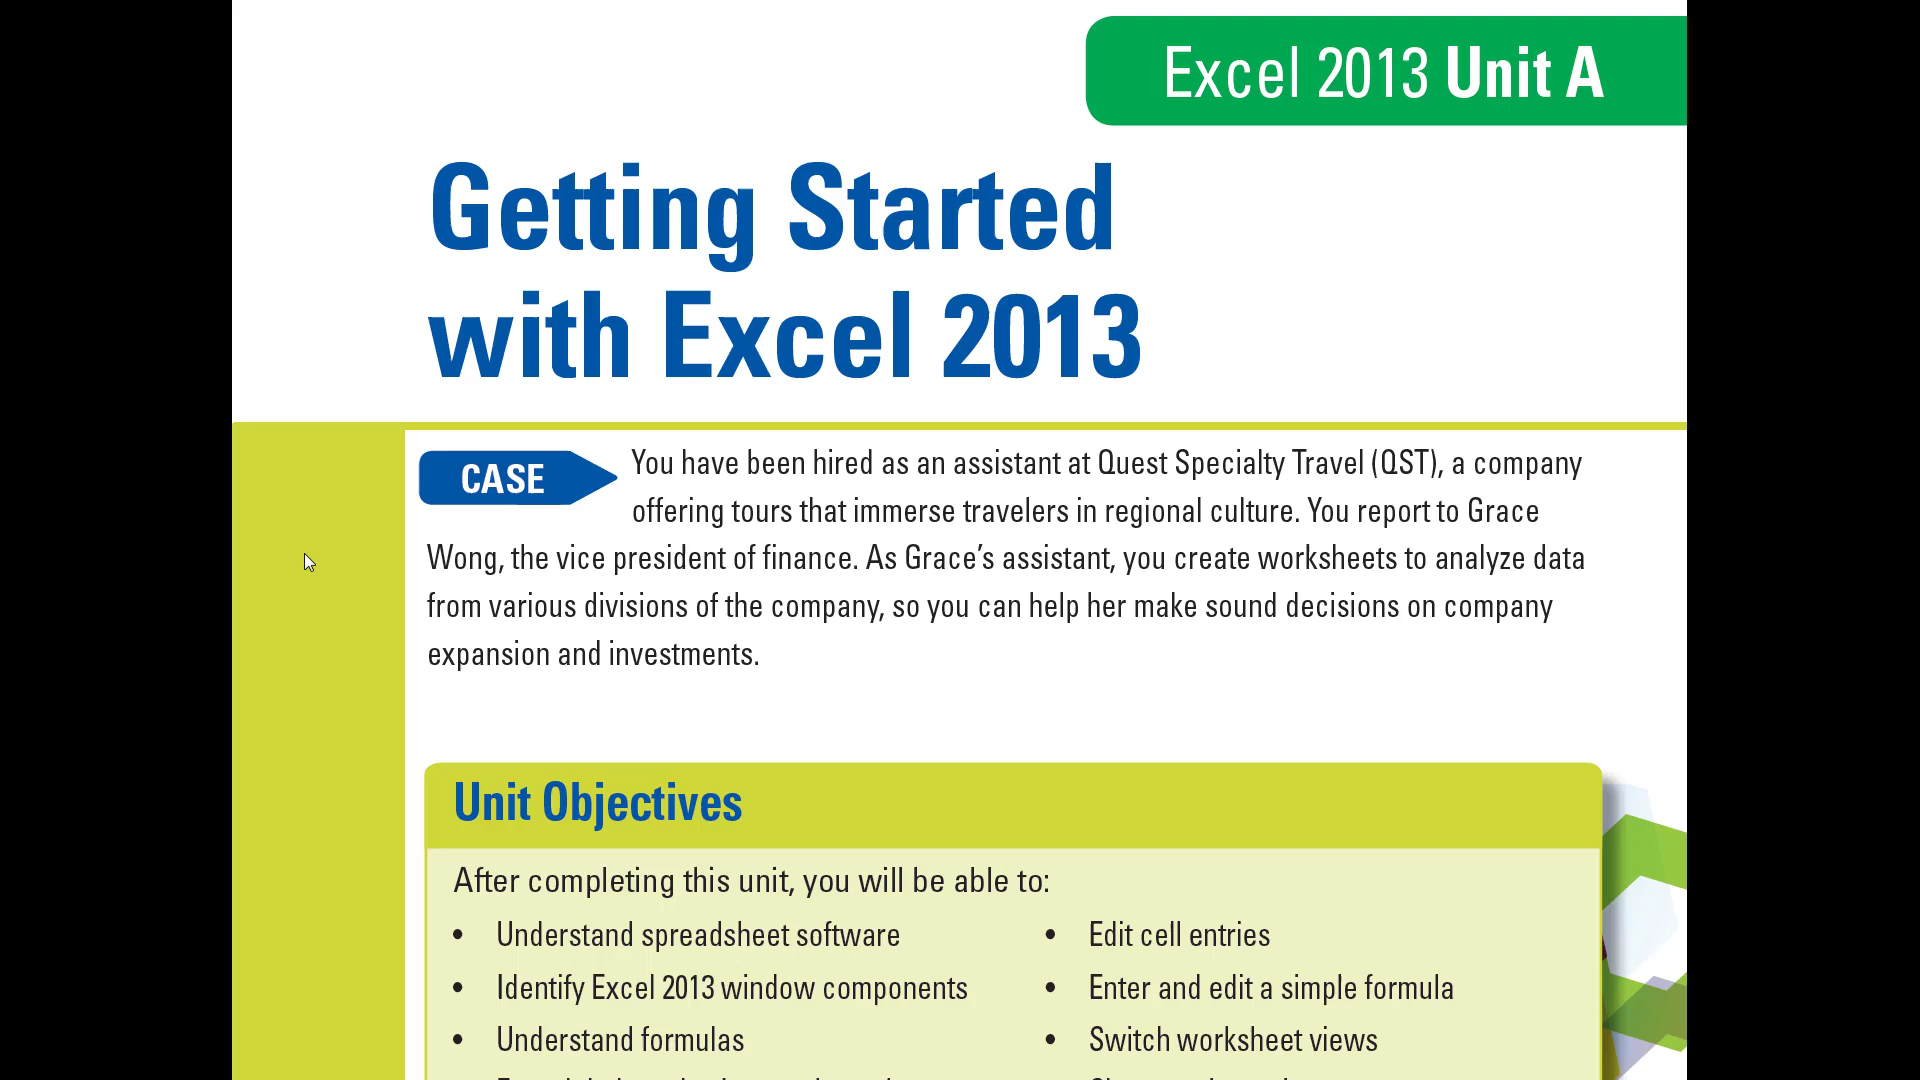 Excel 2013 Unit A
Getting Started
with Excel 2013
CASE
You have been hired as an assistant at Quest Specialty Travel (QST), a company
offering tours that immerse travelers in regional culture. You report to Grace
Wong, the vice president of finance. As Grace’s assistant, you create worksheets to analyze data
from various divisions of the company, so you can help her make sound decisions on company
expansion and investments.
Unit Objectives
After completing this unit, you will be able to:
• Understand spreadsheet software
• Identify Excel 2013 window components
• Understand formulas
• Edit cell entries
• Enter and edit a simple formula
• Switch worksheet views